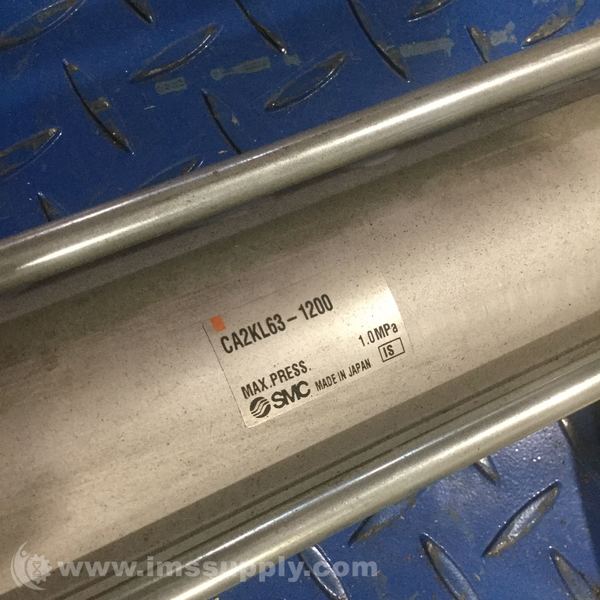 CA2KL63-1200
MAX.PRESS. 1.0MPa
SMC MADE IN JAPAN IS
www.imssupply.com